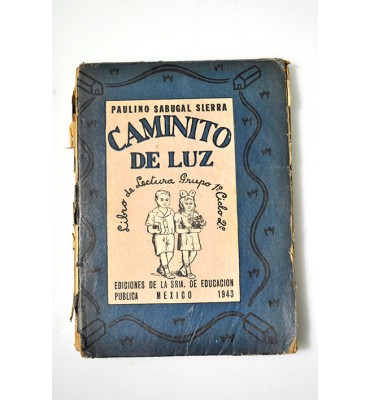 PAULINO SABUGAL SIERRA
CAMINITO
DE LUZ
Libro de Lectura Grupo 1º Ciclo 2º
EDICIONES DE LA SRIA. DE EDUCACION
PUBLICA MEXICO 1943